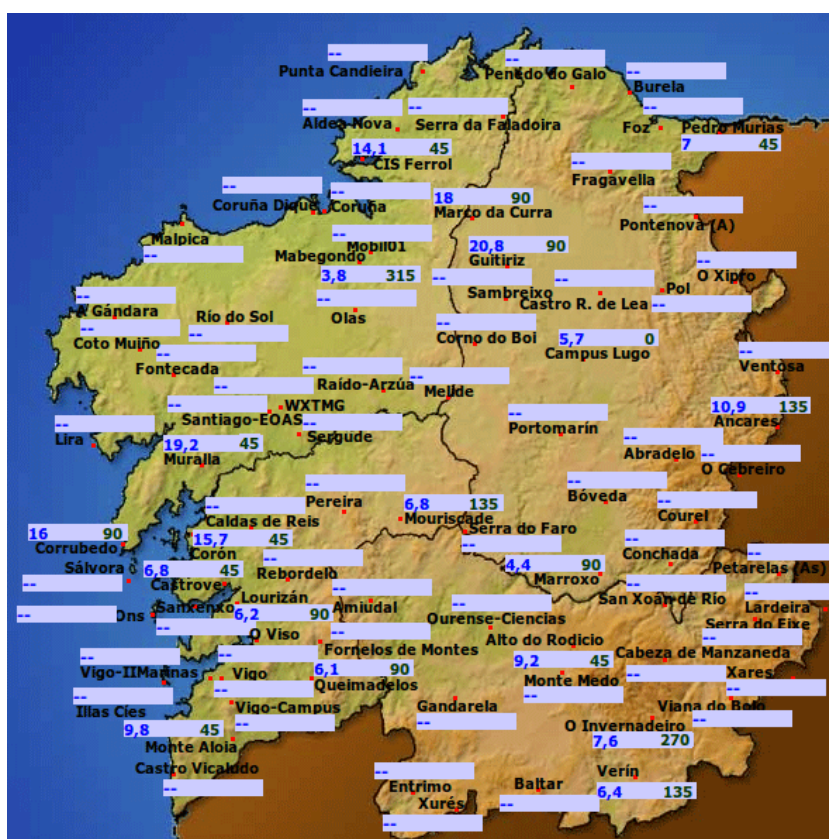 --
Punta Candieira
--
Penedo do Galo
--
Burela
--
Aldea Nova
--
Serra da Faladoira
--
Foz
Pedro Murias
7 45
14,1 45
CIS Ferrol
--
Fragavella
--
Coruña Dique
--
Coruña
18 90
Marco da Curra
--
Pontenova (A)
Malpica
--
--
Mobil01
Mabegondo
3,8 315
20,8 90
Guitiriz
--
O Xipro
--
Sambreixo
--
Castro R. de Lea
Pol
--
--
A Gándara
Río do Sol
--
--
Olas
--
Coto Muiño
--
Corno do Boi
5,7 0
Campus Lugo
--
Fontecada
--
Ventosa
--
Raído-Arzúa
--
Melide
--
WXTMG
--
Santiago-EOAS
10,9 135
Ancares
--
Lira
--
Sergude
--
Portomarín
19,2 45
Muralla
--
Abradelo
--
O Cebreiro
--
Pereira
--
Bóveda
--
Caldas de Reis
6,8 135
Mouriscade
--
Courel
Serra do Faro
--
16 90
Corrubedo
15,7 45
Corón
--
Conchada
Sálvora
--
6,8 45
Castrove
--
Rebordelo
4,4 90
Marroxo
--
Petarelas (As)
--
San Xoán de Río
Lourizán
6,2 90
--
Amiudal
--
Ourense-Ciencias
--
Lardeira
Sanxenxo
--
Ons
--
Serra do Eixe
--
O Viso
--
Fornelos de Montes
Alto do Rodicio
--
Cabeza de Manzaneda
--
--
Vigo-IIMarinas
--
Vigo
6,1 90
Queimadelos
9,2 45
Monte Medo
--
Xares
--
--
Illas Cíes
--
Vigo-Campus
--
Gandarela
--
Viana do Bolo
--
O Invernadeiro
7,6 270
9,8 45
Monte Aloia
Castro Vicaludo
--
--
Entrimo
Xurés
--
Baltar
--
Verín
6,4 135